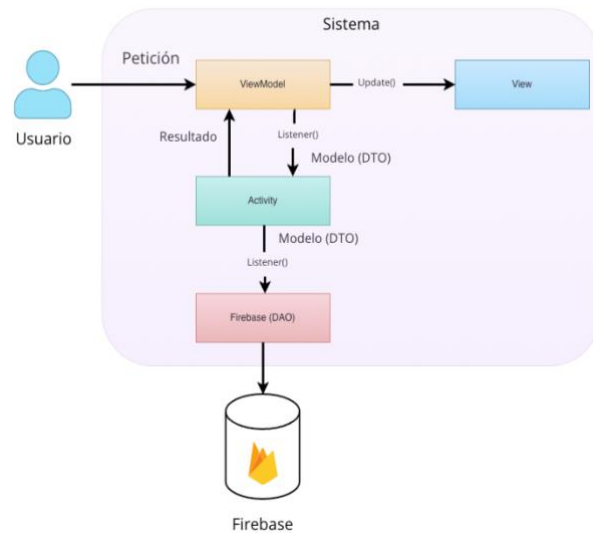 Sistema
Petición
ViewModel
Update()
View
Usuario
Resultado
Listener()
Modelo (DTO)
Activity
Modelo (DTO)
Listener()
Firebase (DAO)
Firebase